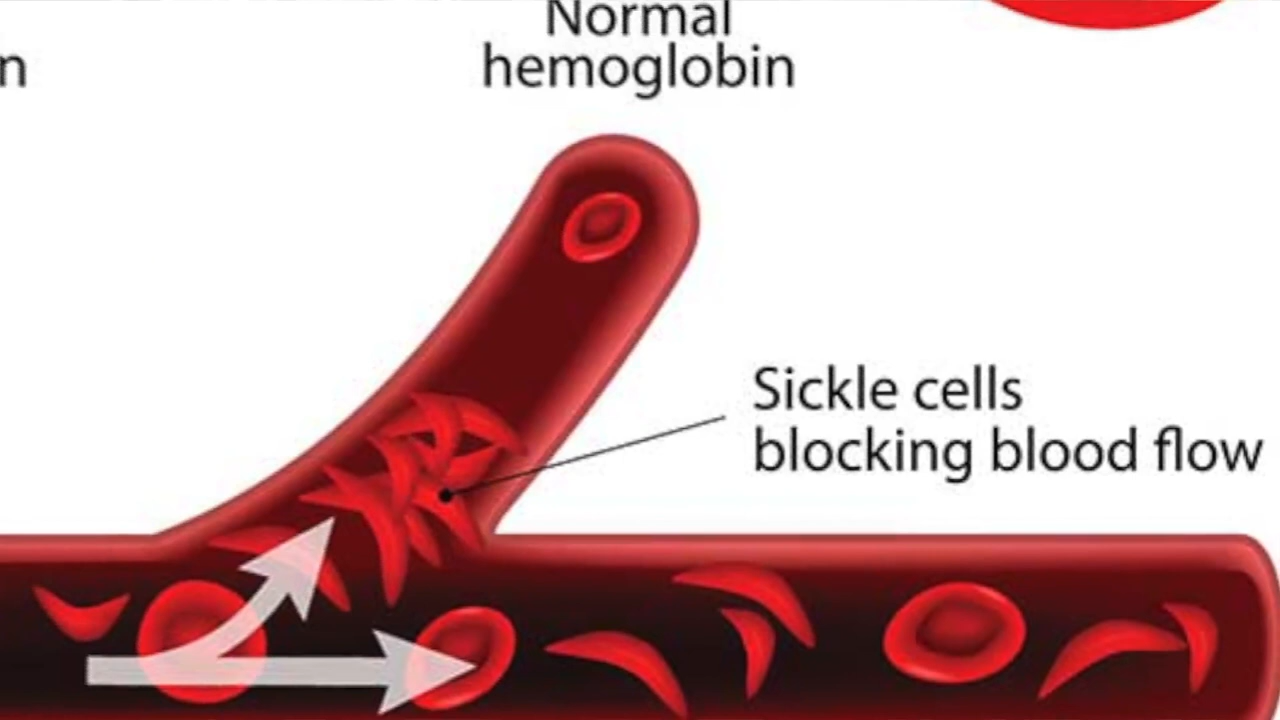 Normal
hemoglobin
n
Sickle cells
blocking blood flow